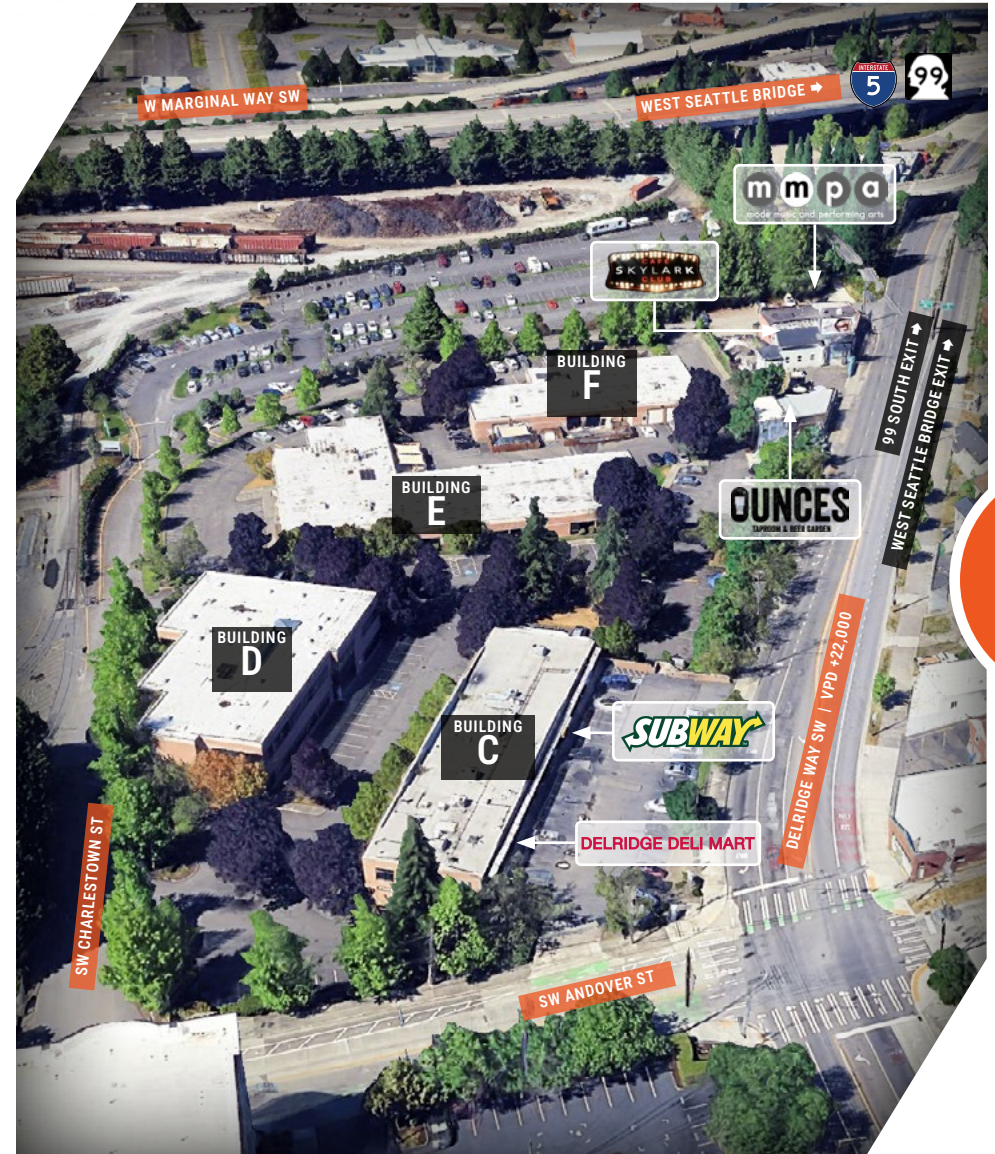 W MARGINAL WAY SW
WEST SEATTLE BRIDGE ➡
INTERSTATE
5
99
mmpa
mode music and performing arts
CAFE
SKYLARK
CLUB
BUILDING
F
99 SOUTH EXIT ➡
WEST SEATTLE BRIDGE EXIT ➡
BUILDING
E
OUNCES
TAPROOM & BEER GARDEN
BUILDING
D
DELRIDGE WAY SW | VPD +22,000
BUILDING
C
SUBWAY
DELRIDGE DELI MART
SW CHARLESTOWN ST
SW ANDOVER ST